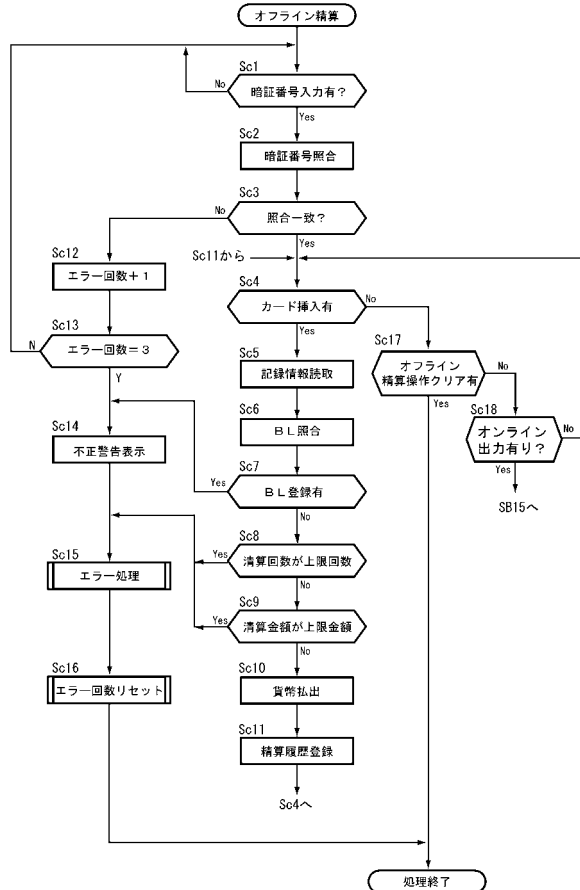 オフライン精算
Sc1
暗証番号入力有?
No
Yes
Sc2
暗証番号照合
Sc3
照合一致?
No
Yes
Sc11から
Sc12
エラー回数+1
Sc4
カード挿入有
No
Yes
Sc13
エラー回数=3
N
Y
Sc17
オフライン
精算操作クリア有
No
Yes
Sc5
記録情報読取
Sc6
BL照合
Sc18
オンライン
出力有り?
No
Yes
SB15へ
Sc14
不正警告表示
Sc7
BL登録有
Yes
No
Sc8
清算回数が上限回数
Yes
No
Sc15
エラー処理
Sc9
清算金額が上限金額
Yes
No
Sc16
エラー回数リセット
Sc10
貨幣払出
Sc11
精算履歴登録
Sc4へ
処理終了